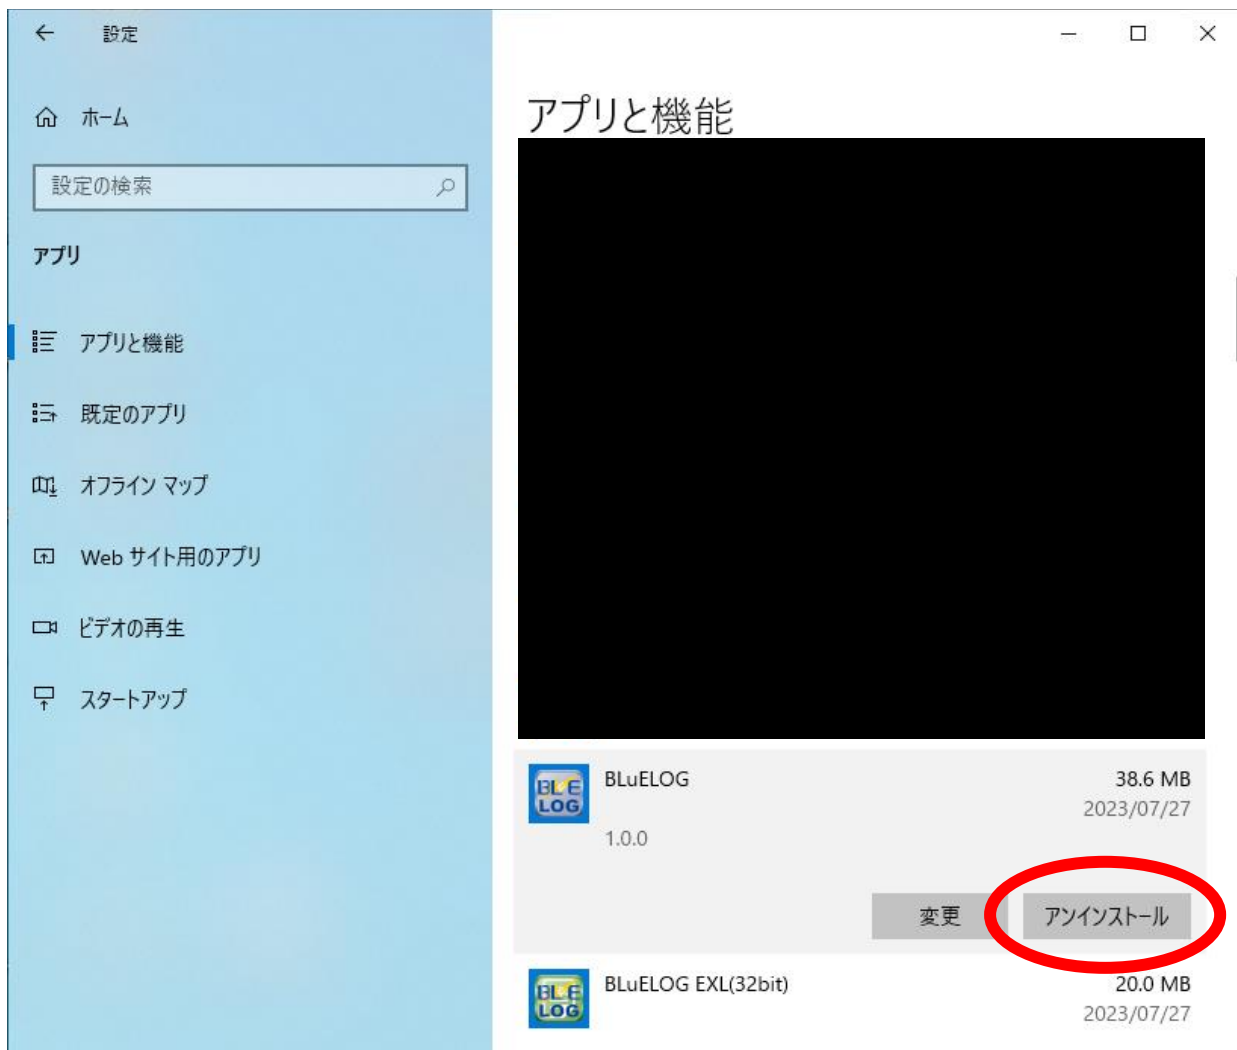 設定
ホーム
設定の検索
アプリ
アプリと機能
既定のアプリ
オフライン マップ
Web サイト用のアプリ
ビデオの再生
スタートアップ
アプリと機能
BLuE LOG
BLuELOG
38.6 MB
2023/07/27
1.0.0
変更
アンインストール
BLuE LOG
BLuELOG EXL(32bit)
20.0 MB
2023/07/27